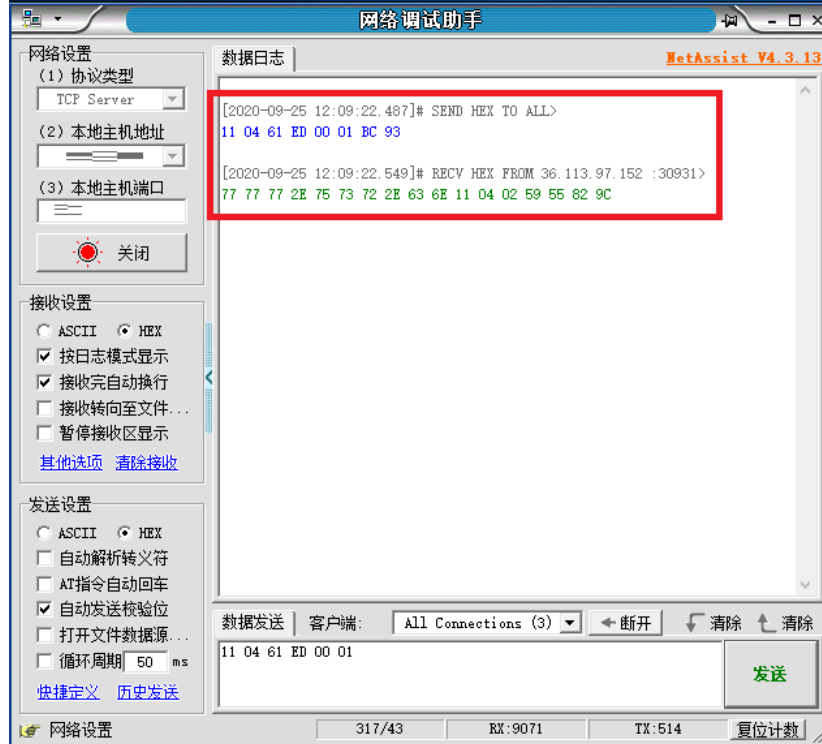 网络调试助手
网络设置
(1) 协议类型
TCP Server
(2) 本地主机地址
(3) 本地主机端口
关闭
接收设置
ASCII HEX
按日志模式显示
接收完自动换行
接收转向至文件...
暂停接收区显示
其他选项 清除接收
发送设置
ASCII HEX
自动解析转义符
AT指令自动回车
自动发送校验位
打开文件数据源...
循环周期 50 ms
快捷定义 历史发送
数据日志
NetAssist V4.3.13
[2020-09-25 12:09:22.487]# SEND HEX TO ALL>
11 04 61 ED 00 01 BC 93
[2020-09-25 12:09:22.549]# RECV HEX FROM 36.113.97.152 :30931>
77 77 77 2E 75 73 72 2E 63 6E 11 04 02 59 55 82 9C
数据发送 客户端: All Connections (3) 断开 清除 清除
11 04 61 ED 00 01
发送
网络设置 317/43 RX:9071 TX:514 复位计数